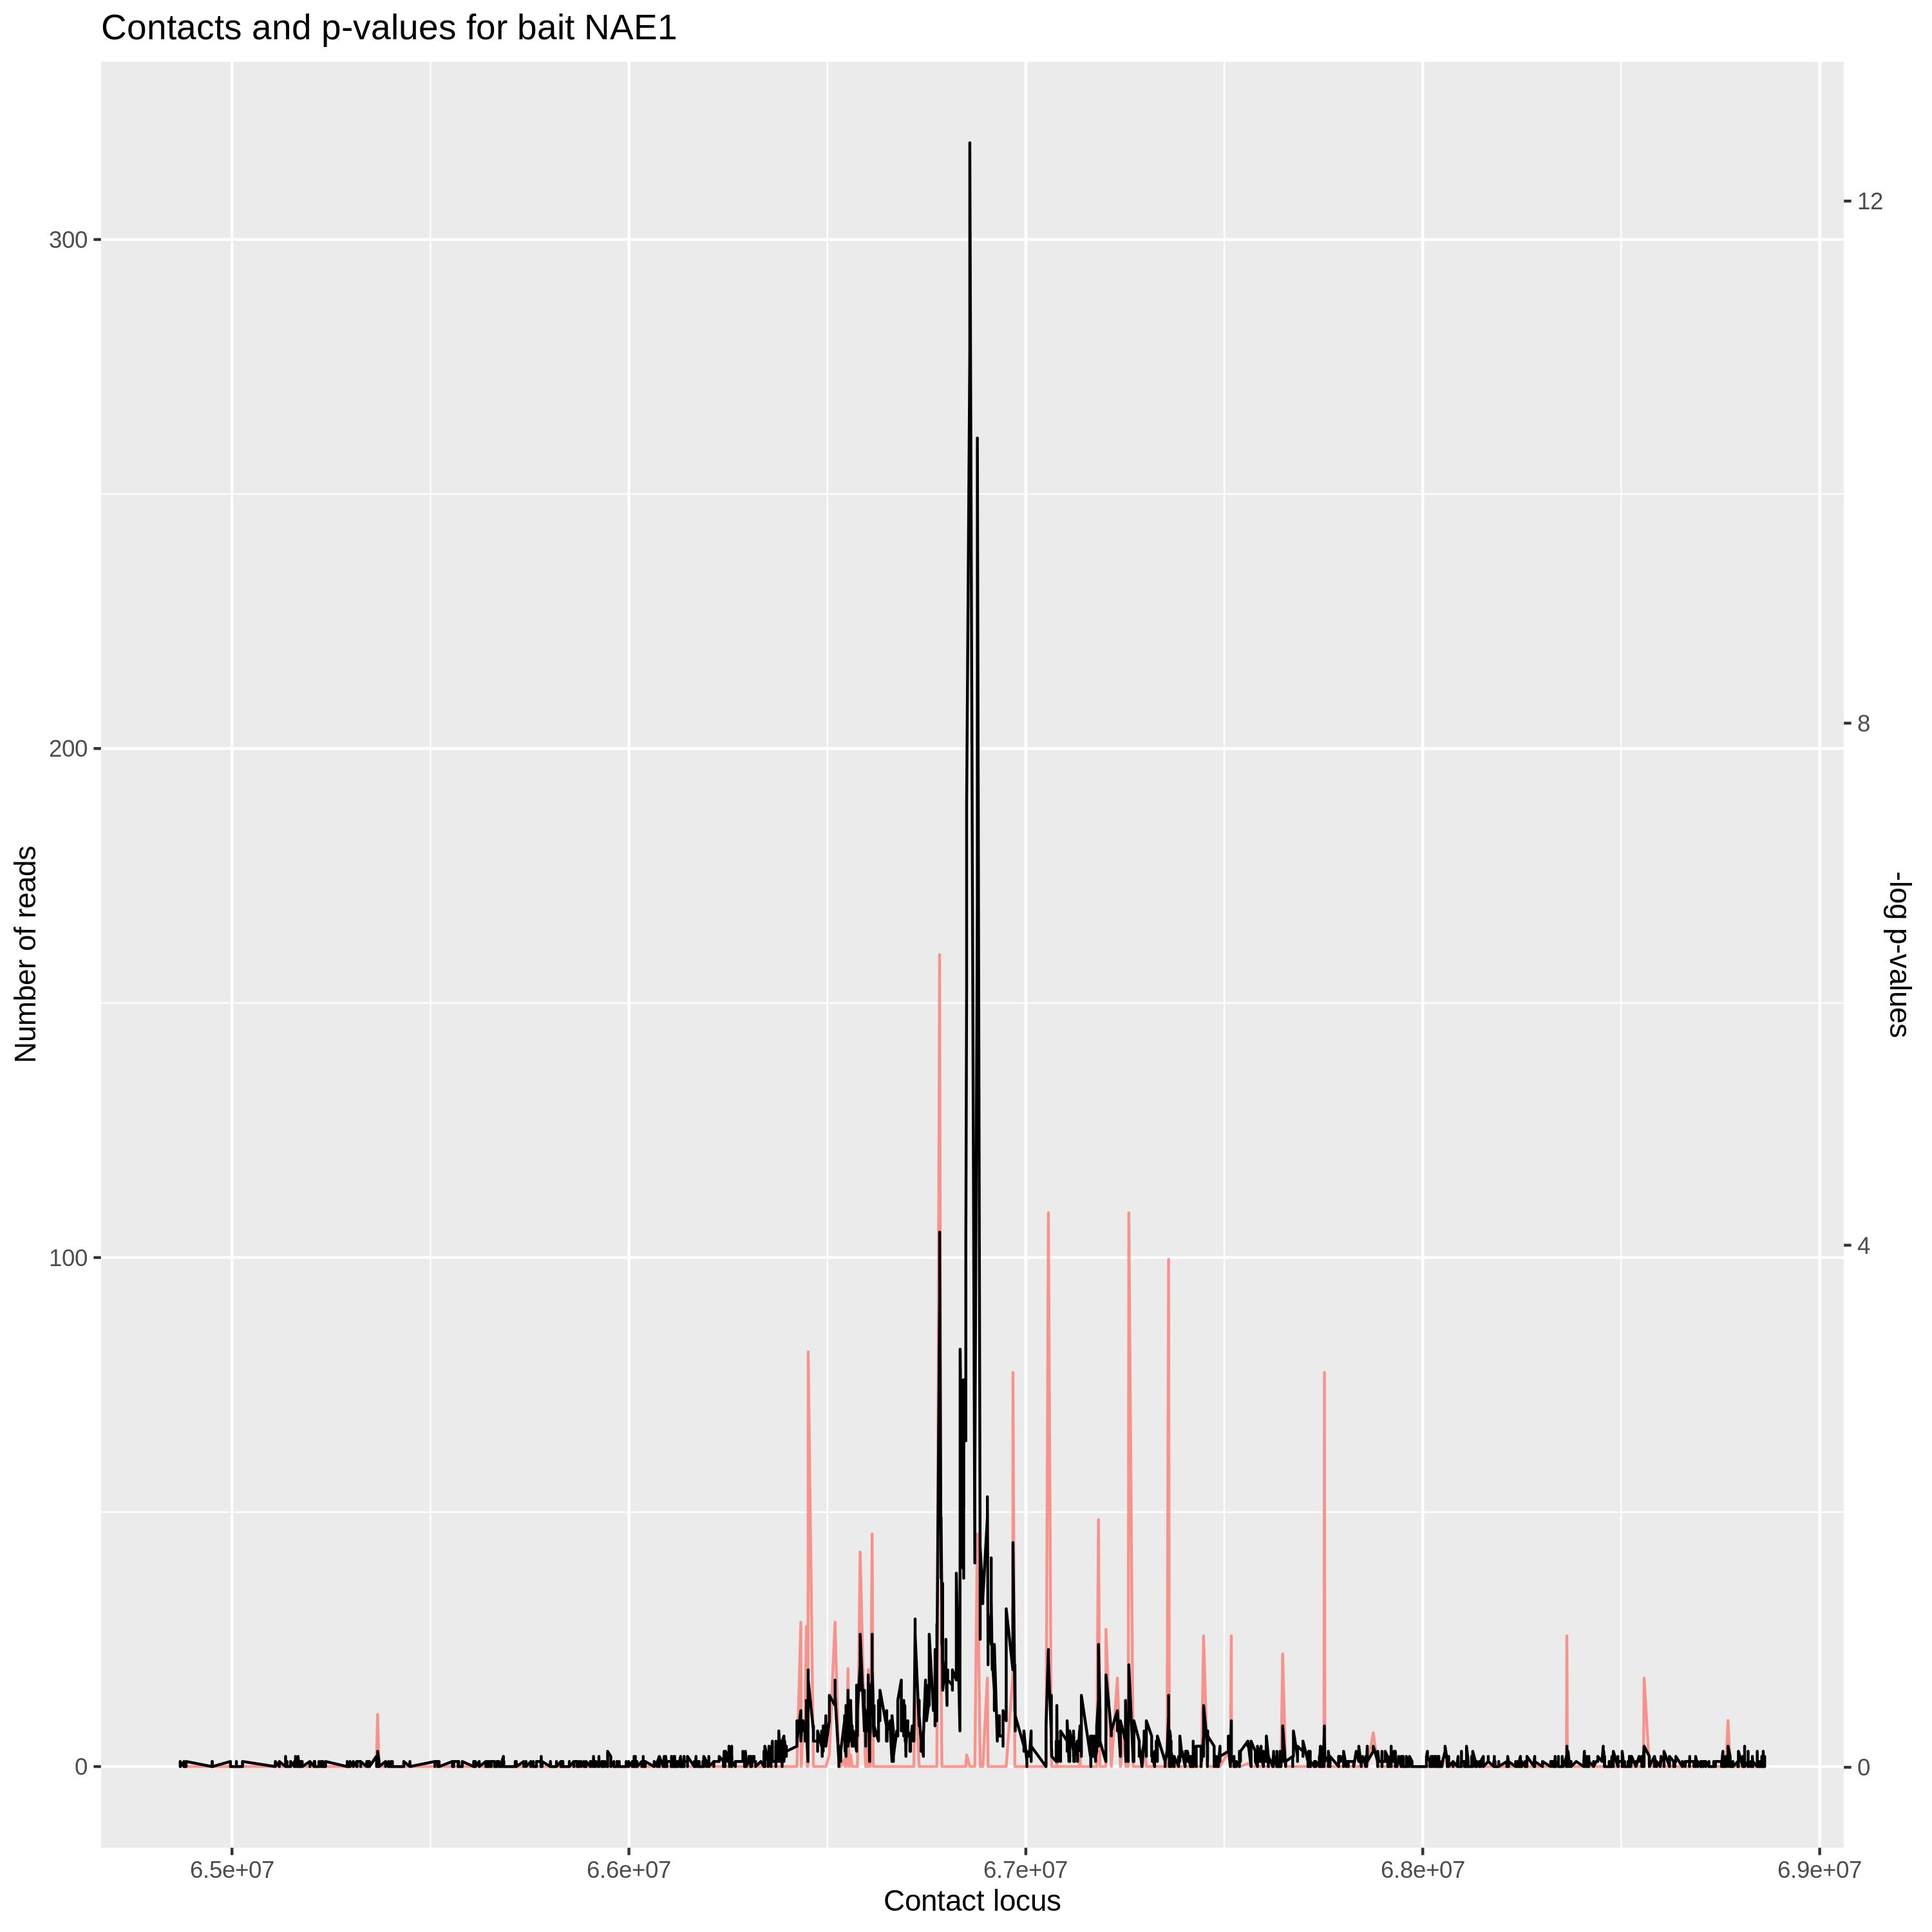 Contacts and p-values for bait NAE1
Number of reads
300
200
100
0
12
8
4
0
-log p-values
6.5e+07
6.6e+07
6.7e+07
6.8e+07
6.9e+07
Contact locus